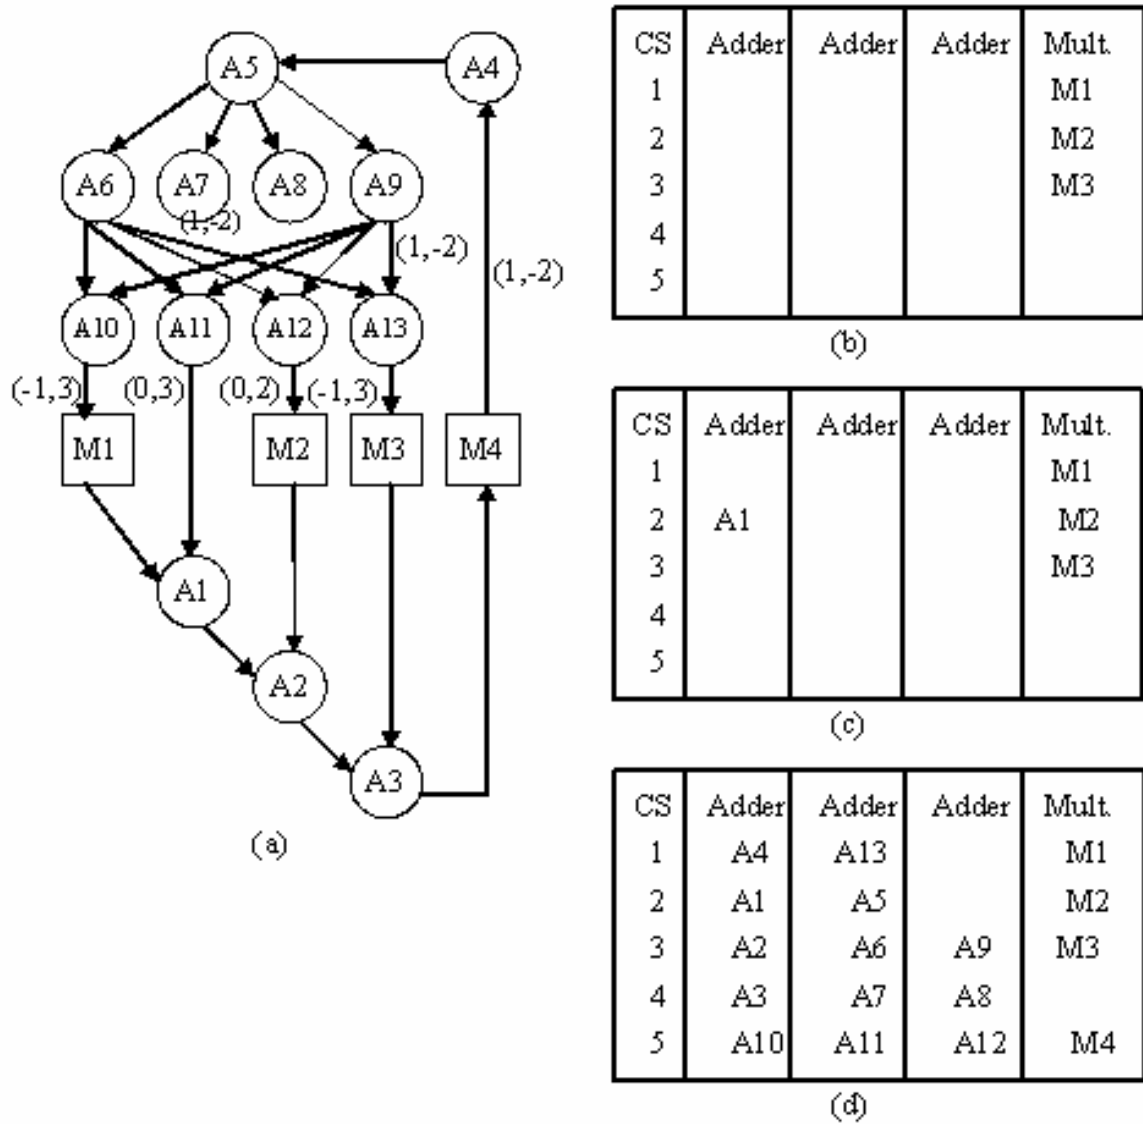 A5 A4
A6 A7 A8 A9
(1,-2)
(1,-2)
(1,-2)
A10 A11 A12 A13
(-1,3) (0,3) (0,2) (-1,3)
M1 M2 M3 M4
A1
A2
A3
(a)
CS Adder Adder Adder Mult.
1 M1
2 M2
3 M3
4
5
(b)
CS Adder Adder Adder Mult.
1 M1
2 A1 M2
3 M3
4
5
(c)
CS Adder Adder Adder Mult.
1 A4 A13 M1
2 A1 A5 M2
3 A2 A6 A9 M3
4 A3 A7 A8
5 A10 A11 A12 M4
(d)